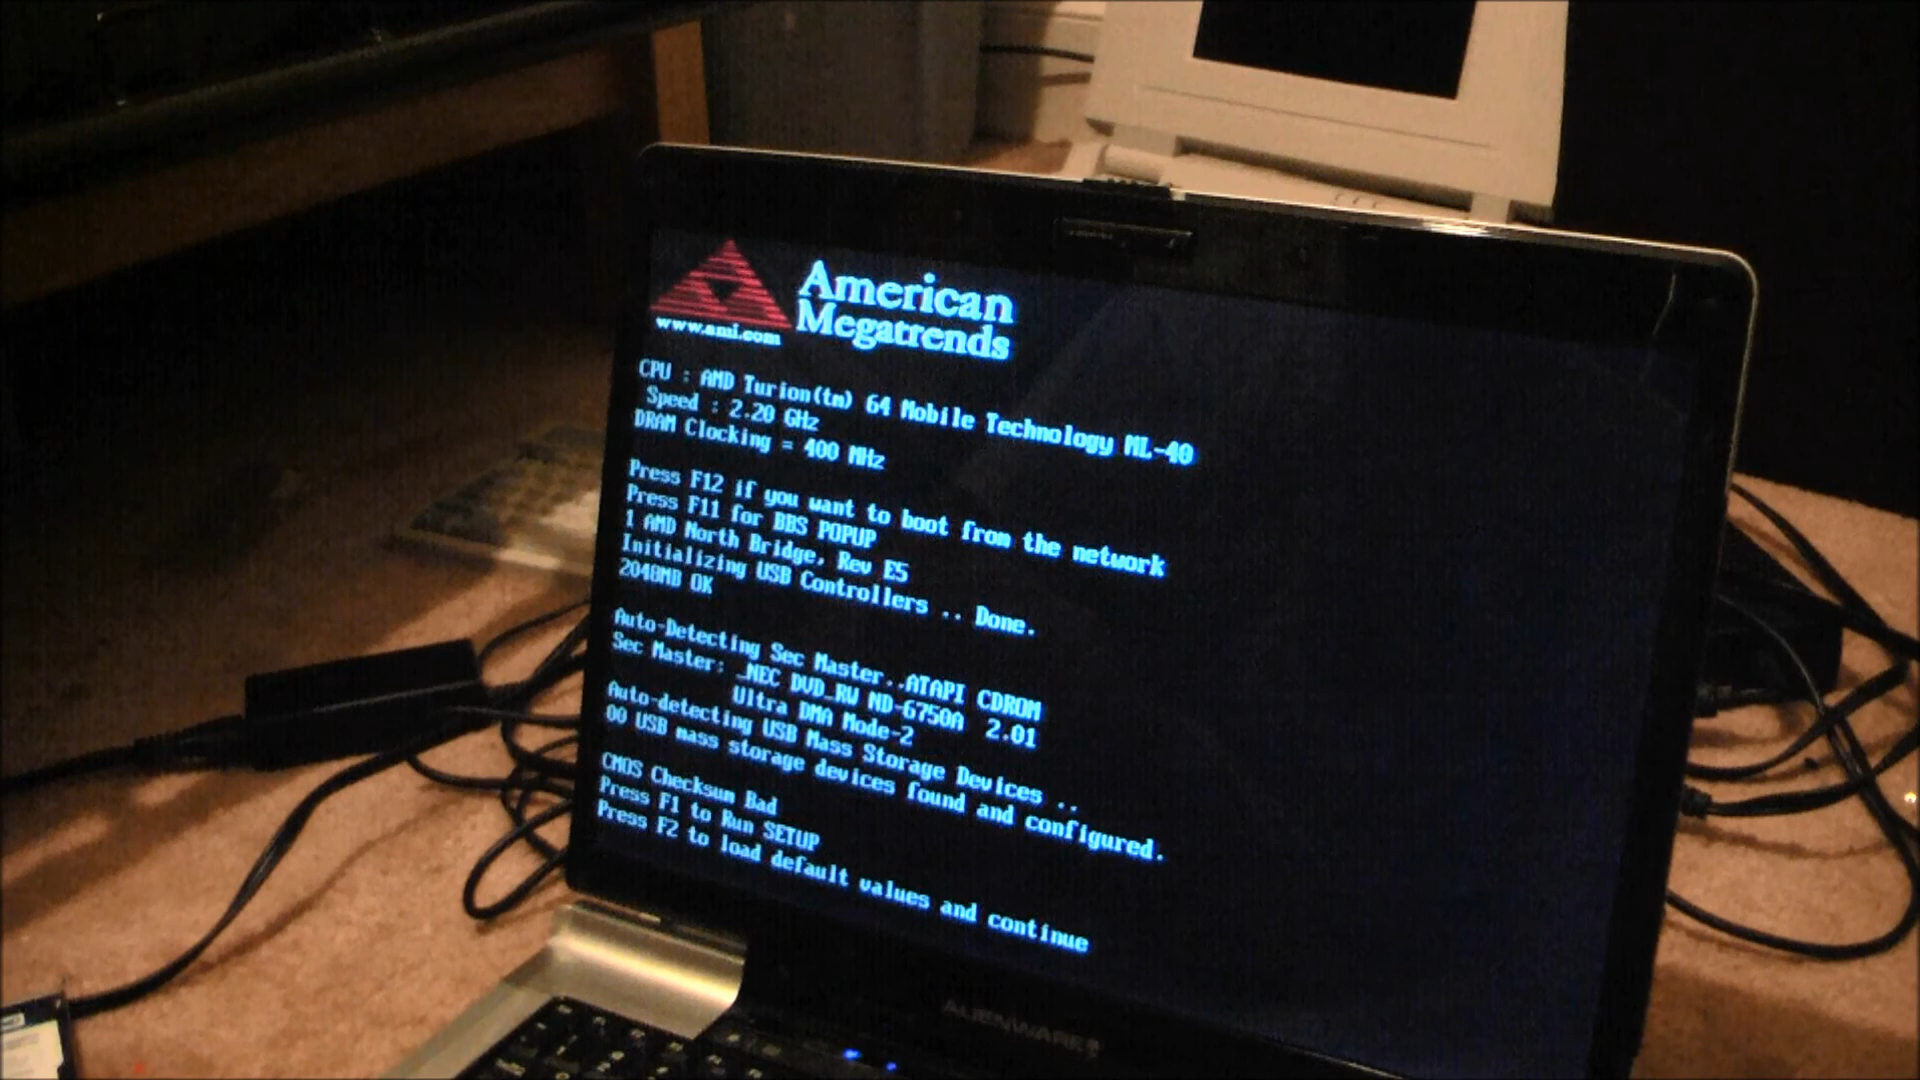 American
Megatrends
www.ami.com
CPU : AMD Turion(tm) 64 Mobile Technology ML-40
Speed : 2.20 GHz
DRAM Clocking = 400 MHz
Press F12 if you want to boot from the network
Press F11 for BBS POPUP
1 AMD North Bridge, Rev E5
Initializing USB Controllers .. Done.
2048MB OK
Auto-Detecting Sec Master..ATAPI CDROM
Sec Master: _NEC DVD_RW ND-6750A 2.01
Ultra DMA Mode-2
Auto-detecting USB Mass Storage Devices ..
00 USB mass storage devices found and configured.
CMOS Checksum Bad
Press F1 to Run SETUP
Press F2 to load default values and continue
ALIENWARE